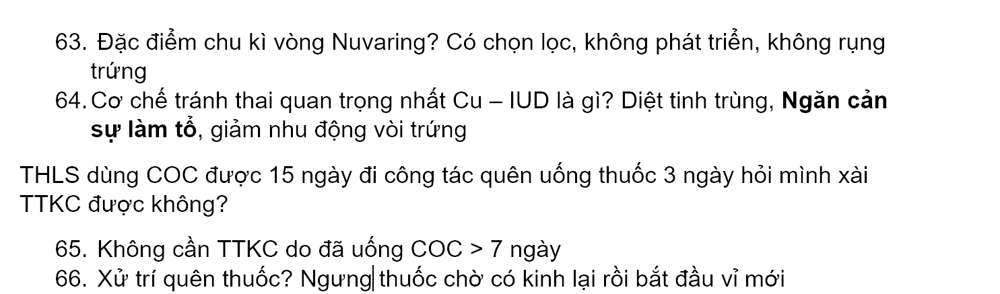 63. Đặc điểm chu kì vòng Nuvaring? Có chọn lọc, không phát triển, không rụng
trứng
64. Cơ chế tránh thai quan trọng nhất Cu – IUD là gì? Diệt tinh trùng, Ngăn cản
sự làm tổ, giảm nhu động vòi trứng
THLS dùng COC được 15 ngày đi công tác quên uống thuốc 3 ngày hỏi mình xài
TTKC được không?
65. Không cần TTKC do đã uống COC > 7 ngày
66. Xử trí quên thuốc? Ngưng thuốc chờ có kinh lại rồi bắt đầu vỉ mới